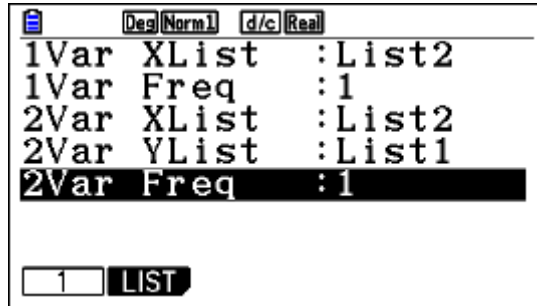 Deg Norm1 d/c Real
1Var XList :List2
1Var Freq :1
2Var XList :List2
2Var YList :List1
2Var Freq :1
1 LIST